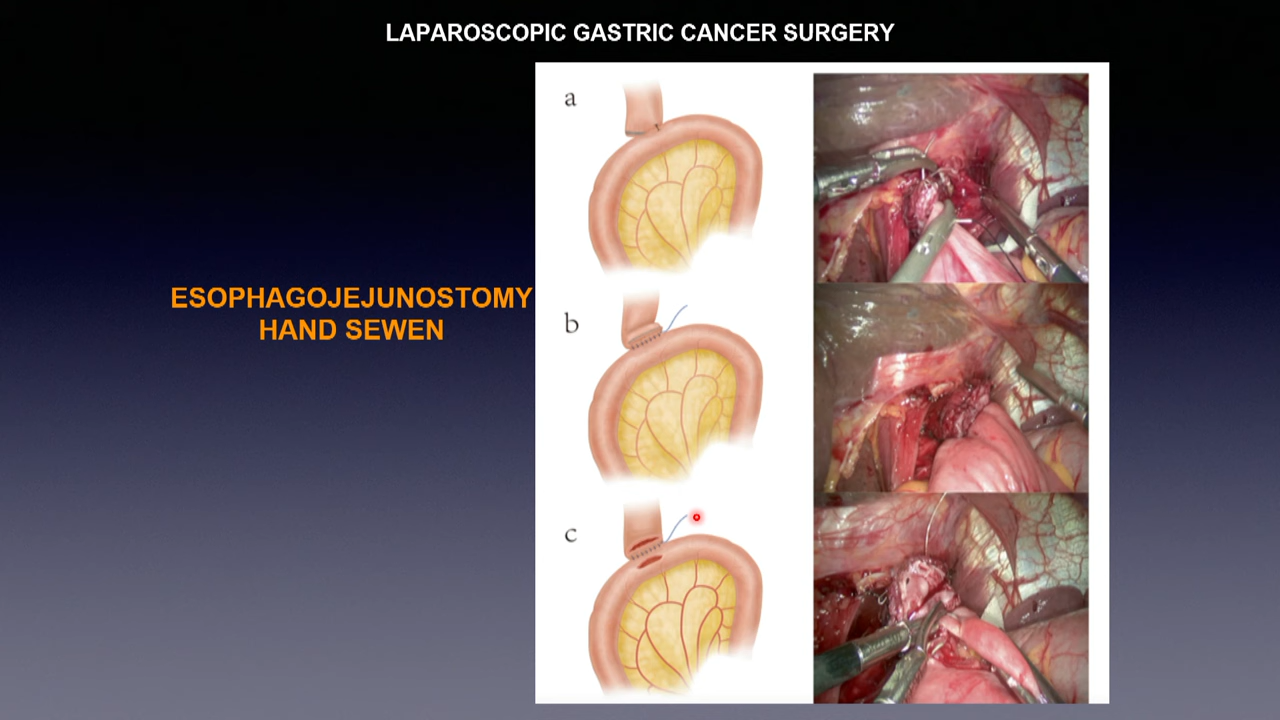 LAPAROSCOPIC GASTRIC CANCER SURGERY
a
ESOPHAGOJEJUNOSTOMY
HAND SEWEN
b
c